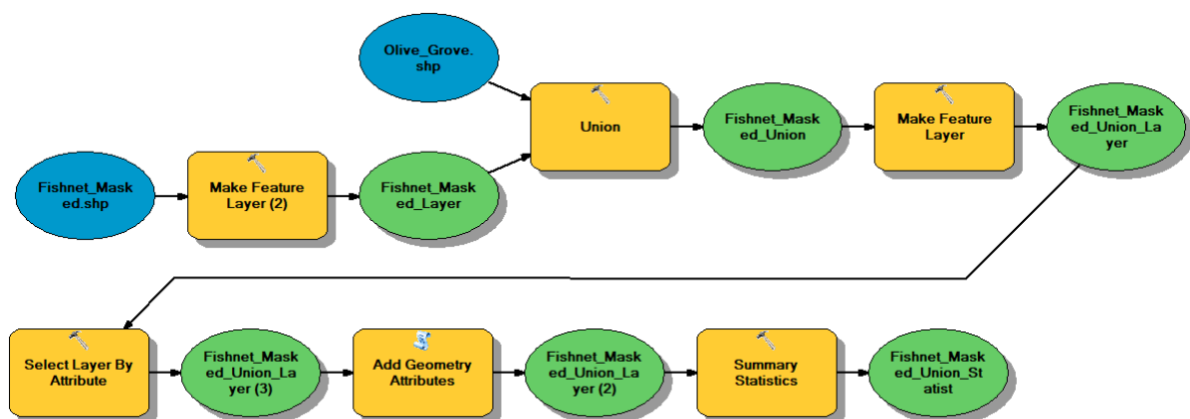 Olive_Grove.
shp
Union
Fishnet_Mask
ed_Union
Make Feature
Layer
Fishnet_Mask
ed_Union_La
yer
Fishnet_Mask
ed.shp
Make Feature
Layer (2)
Fishnet_Mask
ed_Layer
Select Layer By
Attribute
Fishnet_Mask
ed_Union_La
yer (3)
Add Geometry
Attributes
Fishnet_Mask
ed_Union_La
yer (2)
Summary
Statistics
Fishnet_Mask
ed_Union_St
atist